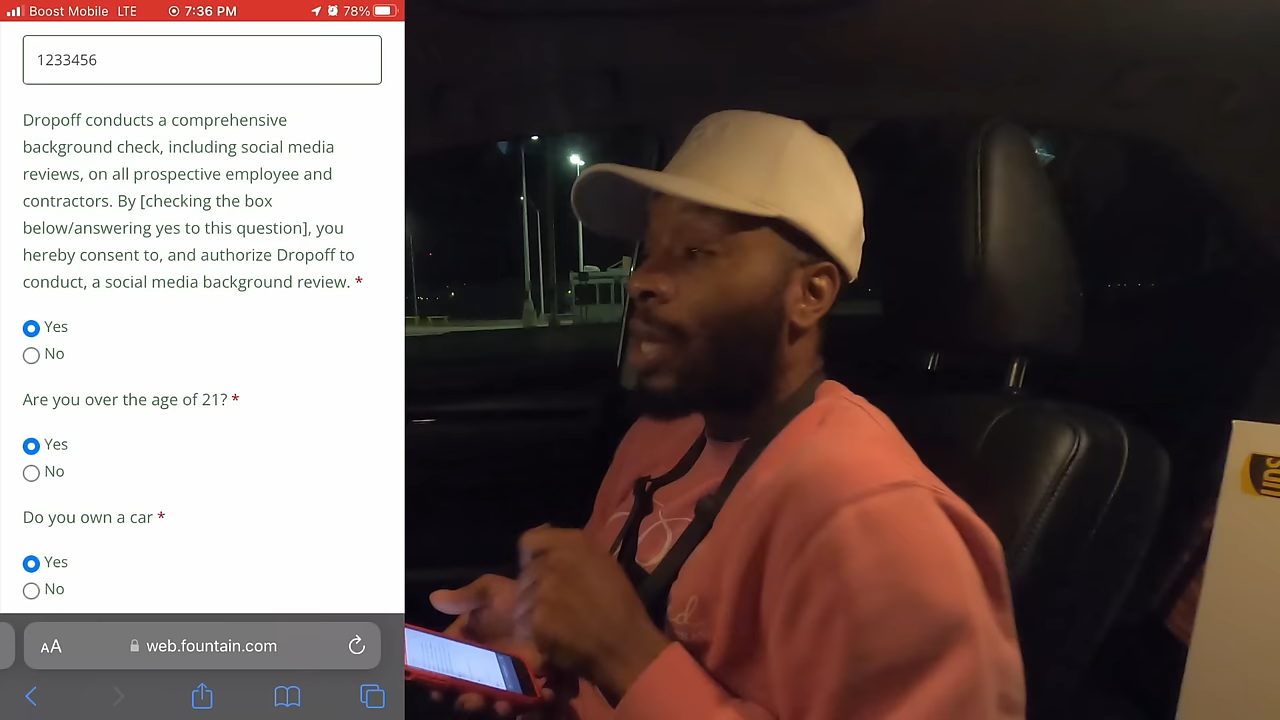 Boost Mobile LTE 7:36 PM 78%
1233456
Dropoff conducts a comprehensive
background check, including social media
reviews, on all prospective employee and
contractors. By [checking the box
below/answering yes to this question], you
hereby consent to, and authorize Dropoff to
conduct, a social media background review. *
Yes
No
Are you over the age of 21? *
Yes
No
Do you own a car *
Yes
No
AA web.fountain.com
ups